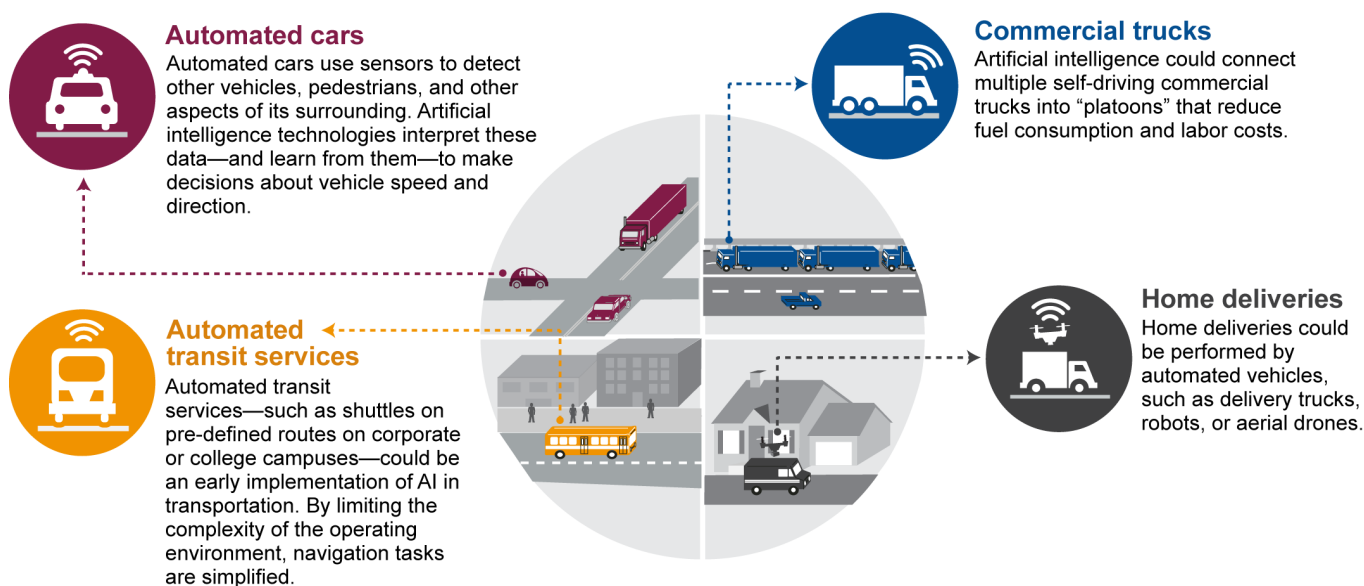 Automated cars
Automated cars use sensors to detect
other vehicles, pedestrians, and other
aspects of its surrounding. Artificial
intelligence technologies interpret these
data—and learn from them—to make
decisions about vehicle speed and
direction.
Commercial trucks
Artificial intelligence could connect
multiple self-driving commercial
trucks into “platoons” that reduce
fuel consumption and labor costs.
Automated
transit services
Automated transit
services—such as shuttles on
pre-defined routes on corporate
or college campuses—could be
an early implementation of AI in
transportation. By limiting the
complexity of the operating
environment, navigation tasks
are simplified.
Home deliveries
Home deliveries could
be performed by
automated vehicles,
such as delivery trucks,
robots, or aerial drones.